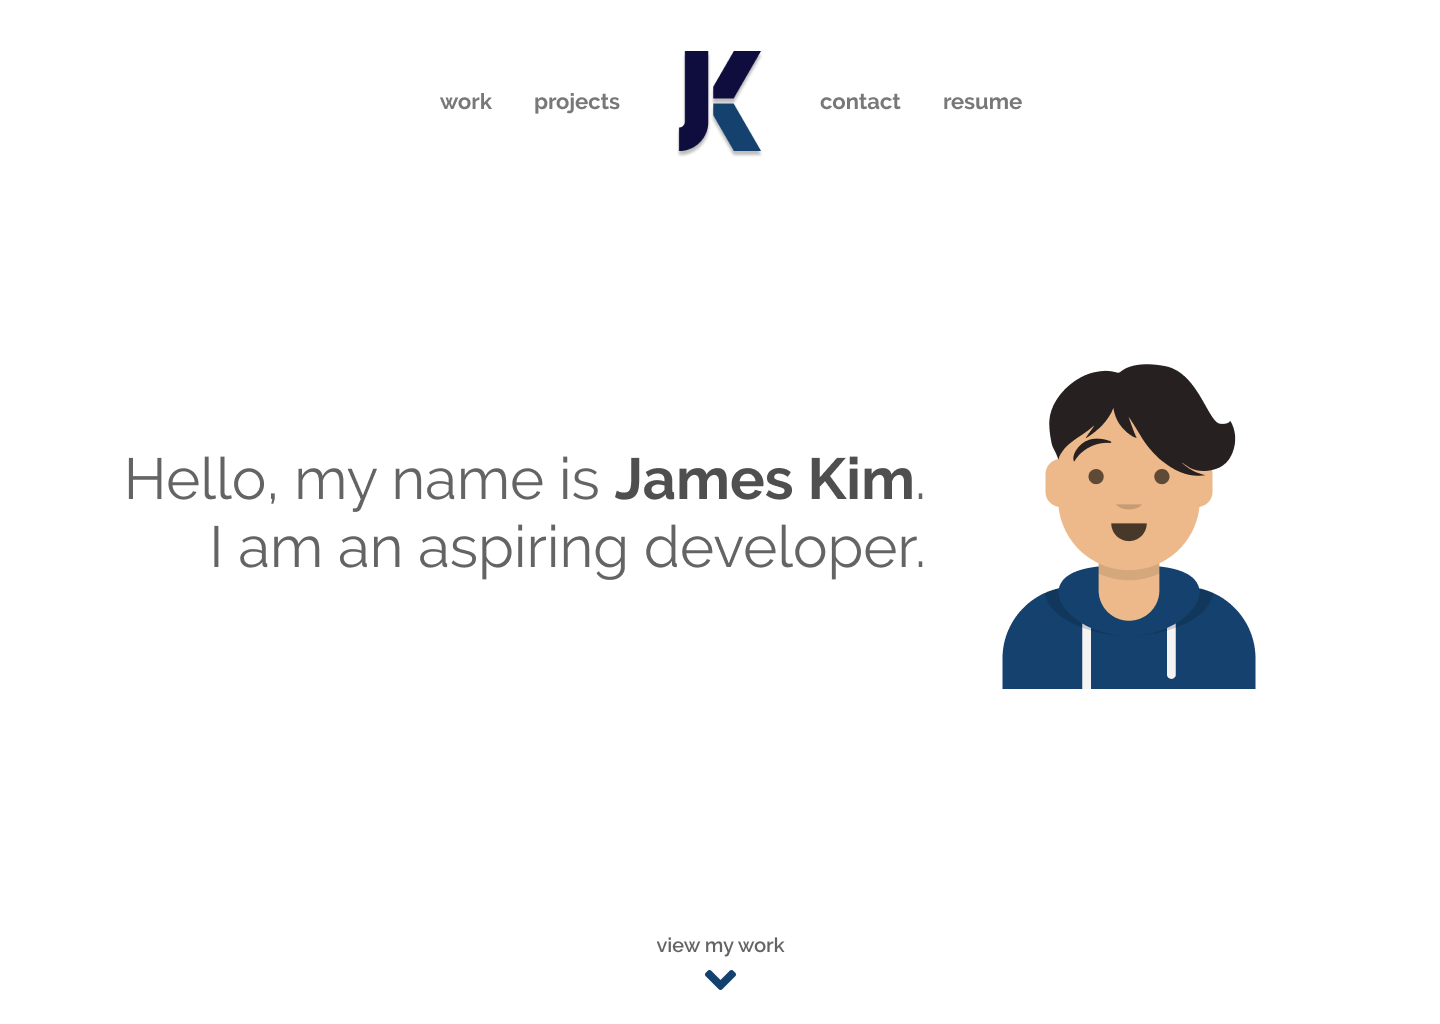 work projects JK contact resume
Hello, my name is James Kim.
I am an aspiring developer.
view my work